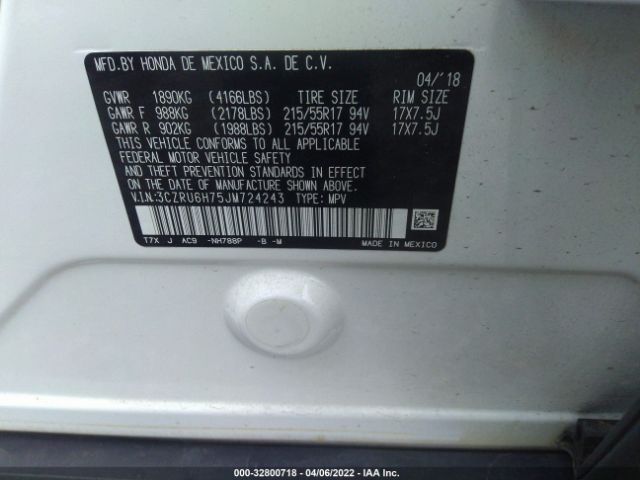 MFD.BY HONDA DE MEXICO S.A. DE C.V.
04/'18
GVWR 1890KG (4166LBS) TIRE SIZE RIM SIZE
GAWR F 988KG (2178LBS) 215/55R17 94V 17X7.5J
GAWR R 902KG (1988LBS) 215/55R17 94V 17X7.5J
THIS VEHICLE CONFORMS TO ALL APPLICABLE
FEDERAL MOTOR VEHICLE SAFETY
AND THEFT PREVENTION STANDARDS IN EFFECT
ON THE DATE OF MANUFACTURE SHOWN ABOVE.
V.I.N:3CZRU6H75JM724243 TYPE: MPV
T7X J AC9 -NH788P -B -M
MADE IN MEXICO
000-32800718 - 04/06/2022 - IAA Inc.